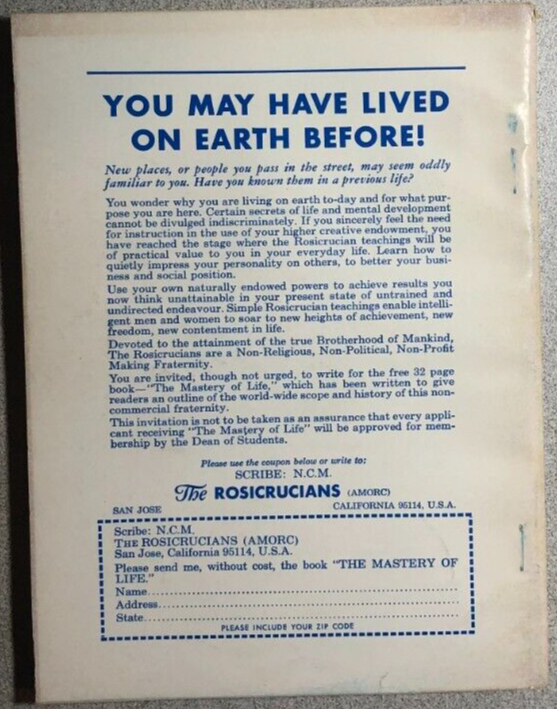 YOU MAY HAVE LIVED
ON EARTH BEFORE!
New places, or people you pass in the street, may seem oddly
familiar to you. Have you known them in a previous life?
You wonder why you are living on earth to-day and for what pur-
pose you are here. Certain secrets of life and mental development
cannot be divulged indiscriminately. If you sincerely feel the need
for instruction in the use of your higher creative endowment, you
have reached the stage where the Rosicrucian teachings will be
of practical value to you in your everyday life. Learn how to
quietly impress your personality on others, to better your busi-
ness and social position.
Use your own naturally endowed powers to achieve results you
now think unattainable in your present state of untrained and
undirected endeavour. Simple Rosicrucian teachings enable intelli-
gent men and women to soar to new heights of achievement, new
freedom, new contentment in life.
Devoted to the attainment of the true Brotherhood of Mankind,
The Rosicrucians are a Non-Religious, Non-Political, Non-Profit
Making Fraternity.
You are invited, though not urged, to write for the free 32 page
book—"The Mastery of Life," which has been written to give
readers an outline of the world-wide scope and history of this non-
commercial fraternity.
This invitation is not to be taken as an assurance that every appli-
cant receiving "The Mastery of Life" will be approved for mem-
bership by the Dean of Students.
Please use the coupon below or write to:
SCRIBE: N.C.M.
The ROSICRUCIANS (AMORC)
SAN JOSE CALIFORNIA 95114, U.S.A.
Scribe: N.C.M.
THE ROSICRUCIANS (AMORC)
San Jose, California 95114, U.S.A.
Please send me, without cost, the book "THE MASTERY OF
LIFE."
Name
Address
State
PLEASE INCLUDE YOUR ZIP CODE